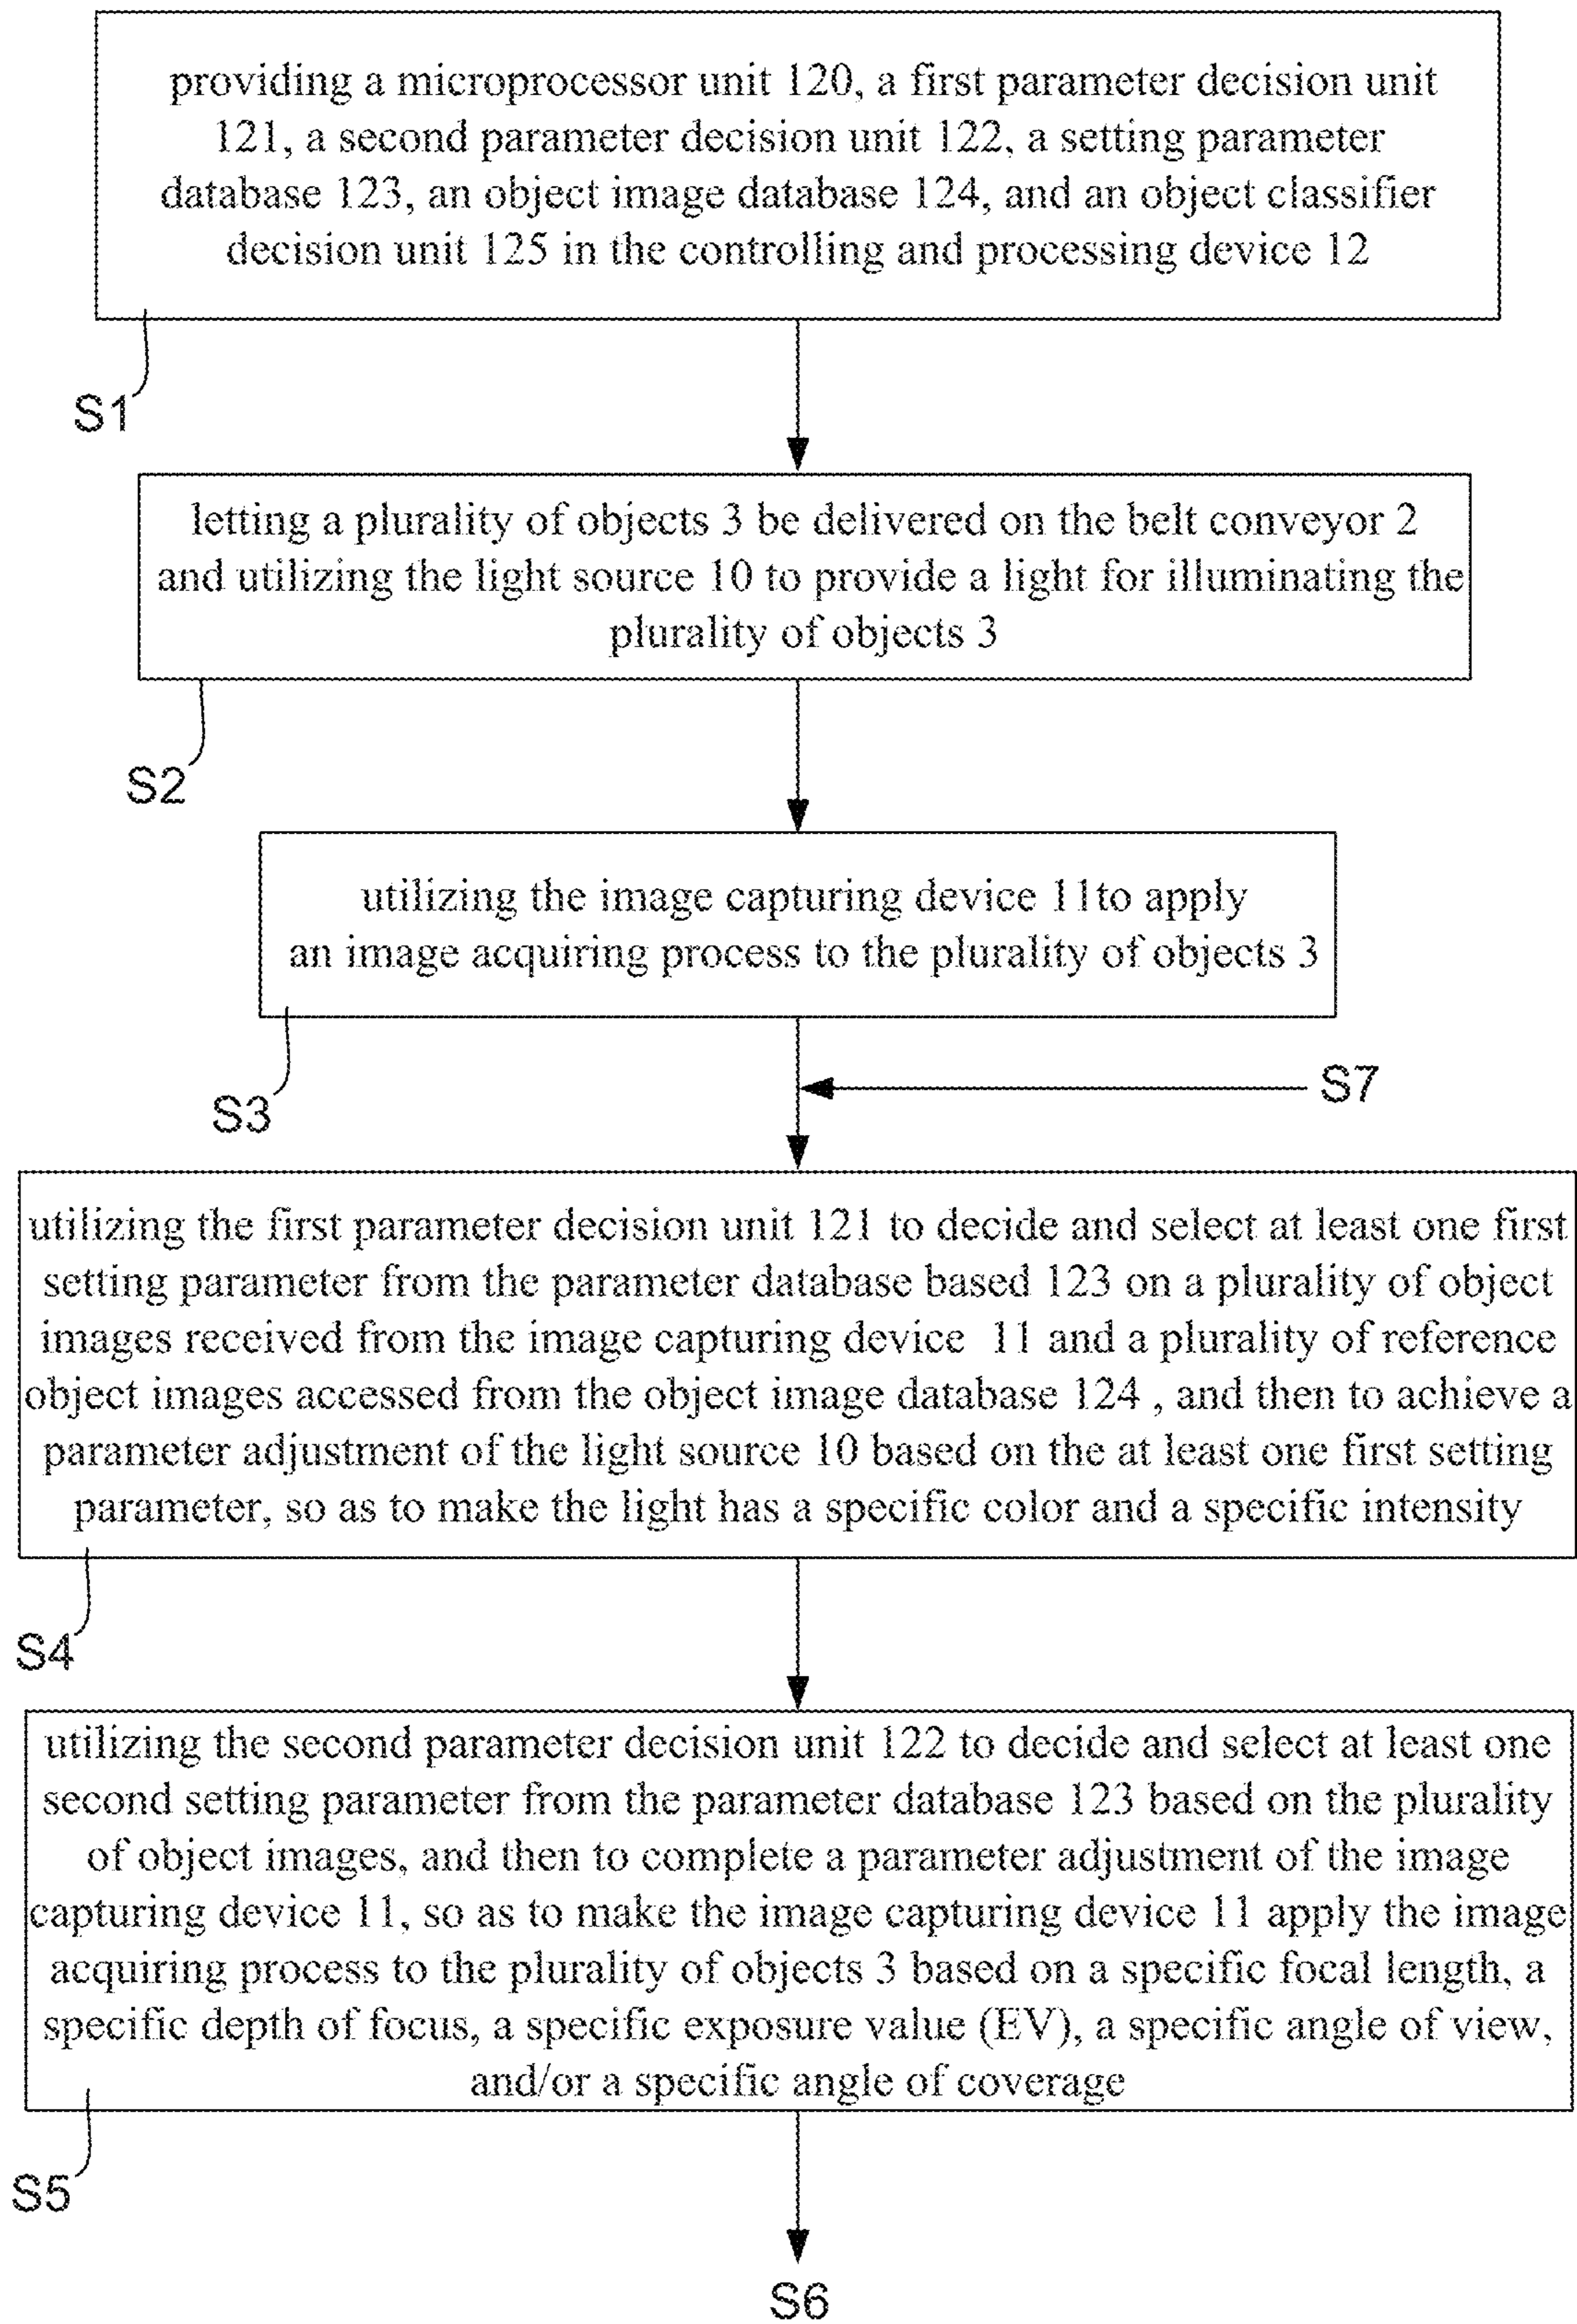 providing a microprocessor unit 120, a first parameter decision unit
121, a second parameter decision unit 122, a setting parameter
database 123, an object image database 124, and an object classifier
decision unit 125 in the controlling and processing device 12
S1
letting a plurality of objects 3 be delivered on the belt conveyor 2
and utilizing the light source 10 to provide a light for illuminating the
plurality of objects 3
S2
utilizing the image capturing device 11to apply
an image acquiring process to the plurality of objects 3
S3
S7
utilizing the first parameter decision unit 121 to decide and select at least one first
setting parameter from the parameter database based 123 on a plurality of object
images received from the image capturing device 11 and a plurality of reference
object images accessed from the object image database 124 , and then to achieve a
parameter adjustment of the light source 10 based on the at least one first setting
parameter, so as to make the light has a specific color and a specific intensity
S4
utilizing the second parameter decision unit 122 to decide and select at least one
second setting parameter from the parameter database 123 based on the plurality
of object images, and then to complete a parameter adjustment of the image
capturing device 11, so as to make the image capturing device 11 apply the image
acquiring process to the plurality of objects 3 based on a specific focal length, a
specific depth of focus, a specific exposure value (EV), a specific angle of view,
and/or a specific angle of coverage
S5
S6